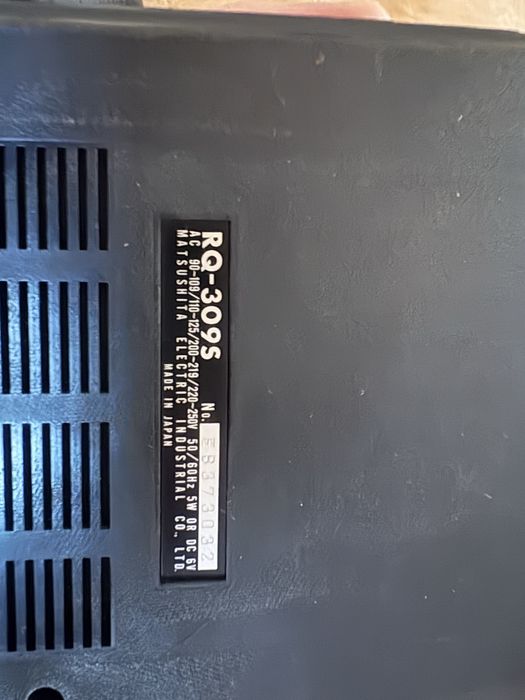 RQ-309S No. EB373032
AC 90-109/110-125/200-219/220-250V 50/60Hz 5W OR DC 6V
MATSUSHITA ELECTRIC INDUSTRIAL CO., LTD.
MADE IN JAPAN